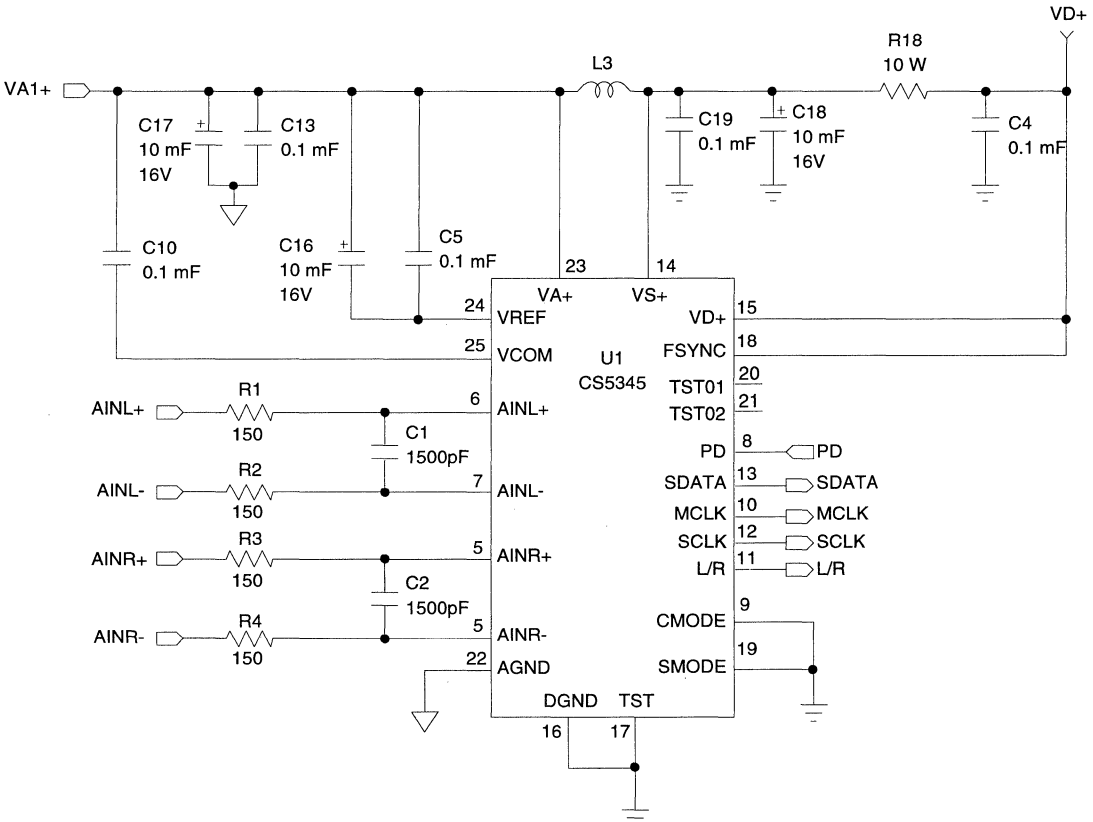 VD+
R18
10 W
L3
VA1+
C17
10 mF
16V
+
C13
0.1 mF
C19
0.1 mF
+
C18
10 mF
16V
C4
0.1 mF
C10
0.1 mF
C16
10 mF
16V
+
C5
0.1 mF
23
14
VA+
VS+
24
VREF
VD+
15
25
VCOM
FSYNC
18
U1
CS5345
TST01
20
TST02
21
AINL+
R1
150
6
AINL+
C1
1500pF
PD
8
PD
AINL-
R2
150
7
AINL-
SDATA
13
SDATA
MCLK
10
MCLK
SCLK
12
SCLK
L/R
11
L/R
AINR+
R3
150
5
AINR+
C2
1500pF
CMODE
9
AINR-
R4
150
5
AINR-
SMODE
19
22
AGND
DGND
TST
16
17